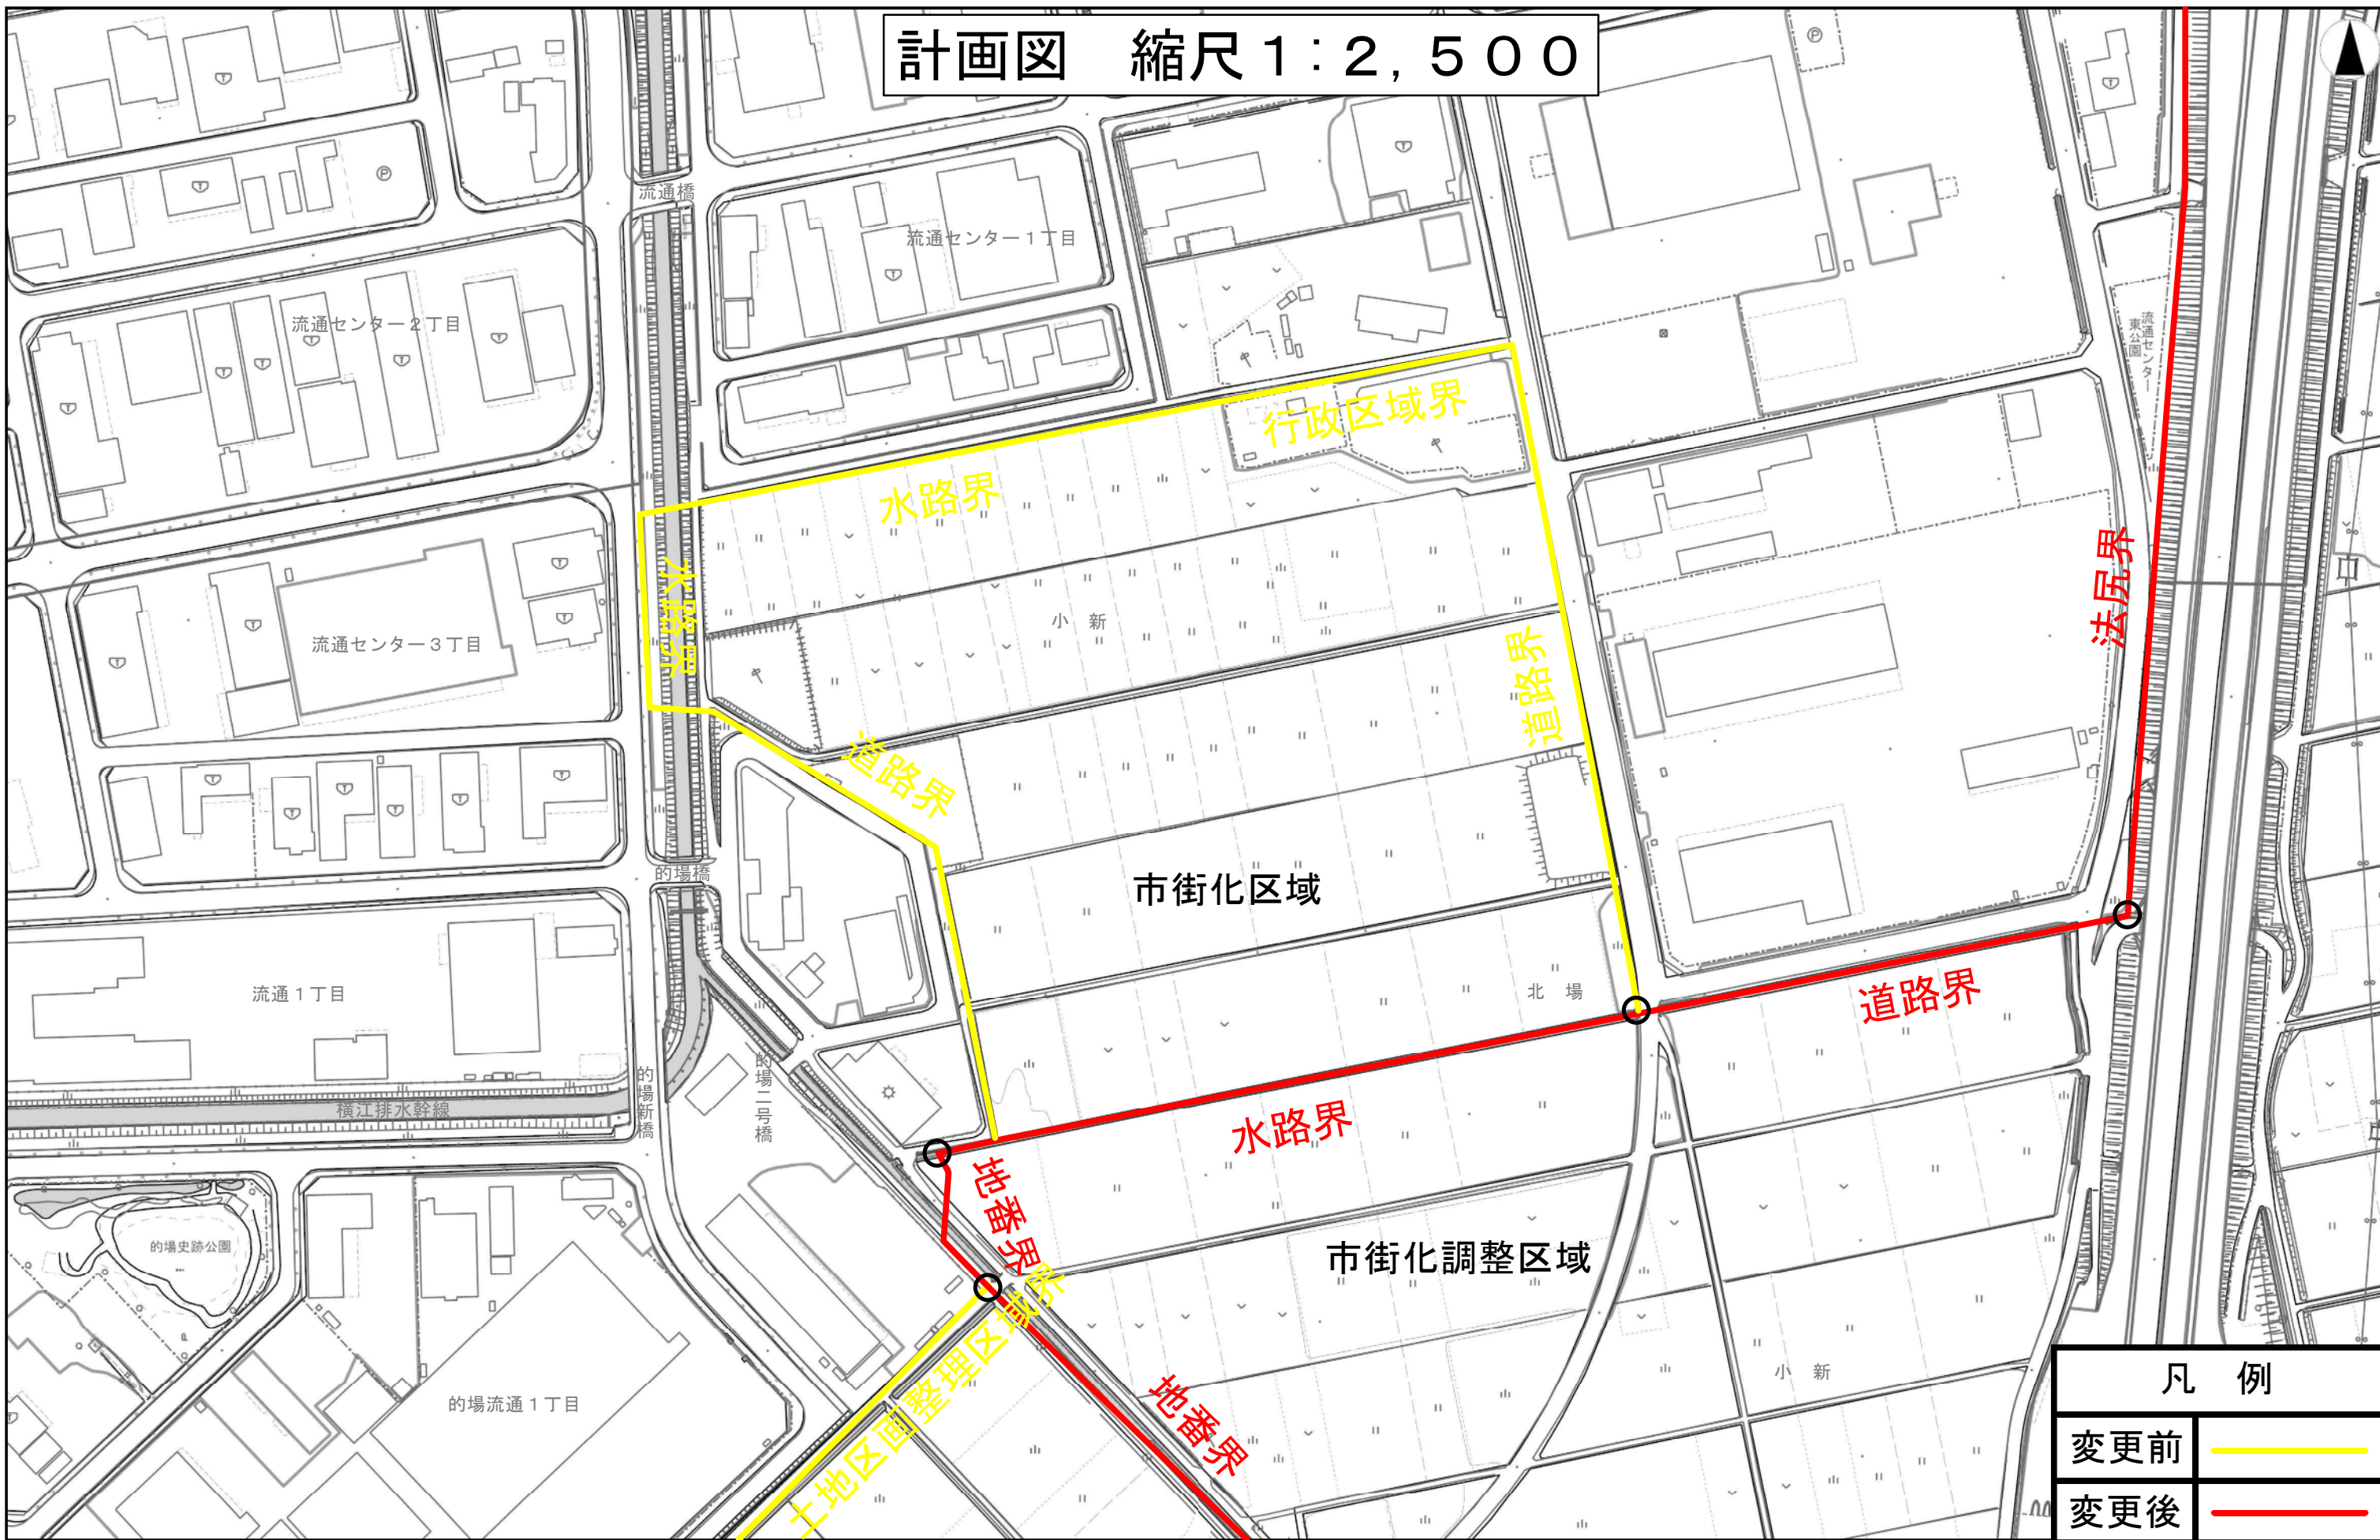 計画図　縮尺１：２，５００
流通橋
流通センター１丁目
流通センター２丁目
流通センター
東公園
行政区域界
水路界
水路界
法尻界
小　新
流通センター３丁目
道路界
道路界
的場橋
市街化区域
流通１丁目
北　場
道路界
的場新橋
的場二号橋
横江排水幹線
水路界
地番界
的場史跡公園
市街化調整区域
土地区画整理区域界
小　新
的場流通１丁目
地番界
凡　例
変更前
変更後